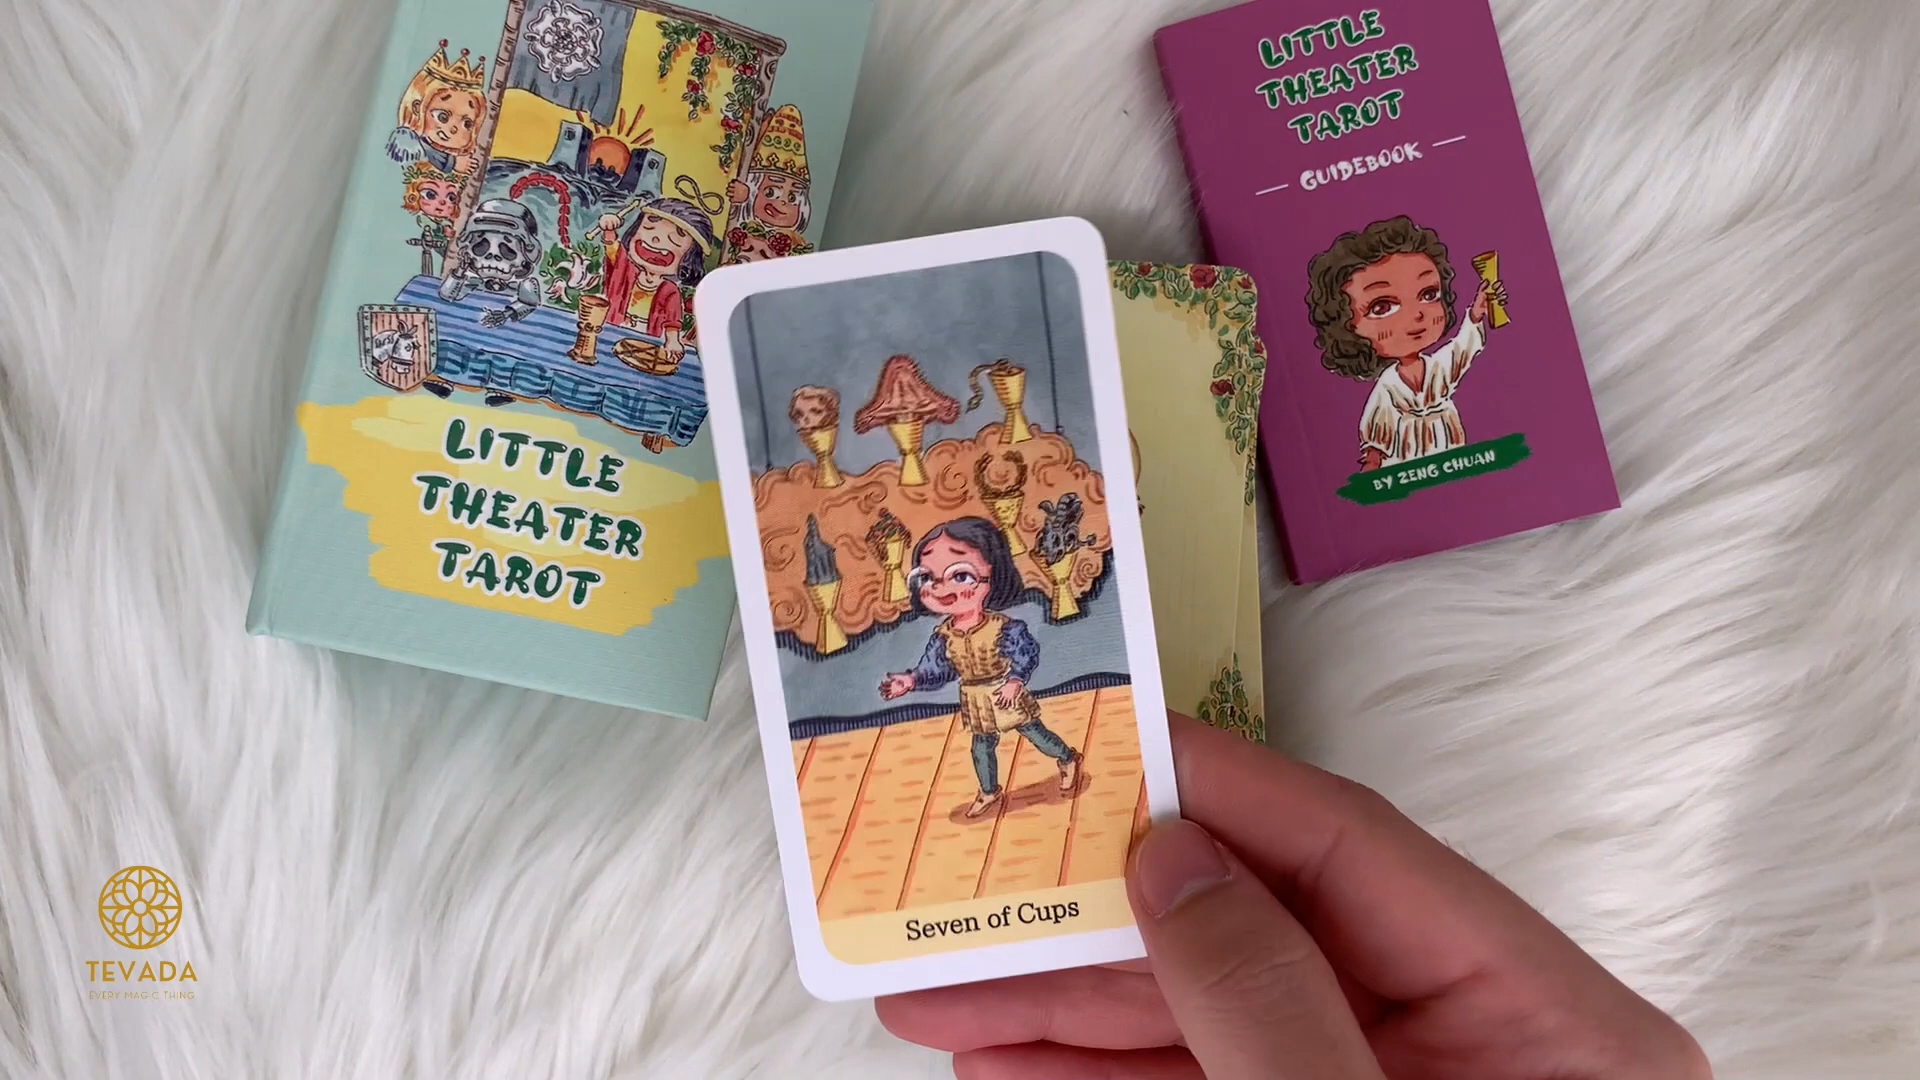 LITTLE
THEATER
TAROT
LITTLE
THEATER
TAROT
GUIDEBOOK
BY ZENG CHUAN
Seven of Cups
TEVADA
EVERY MAGIC THING